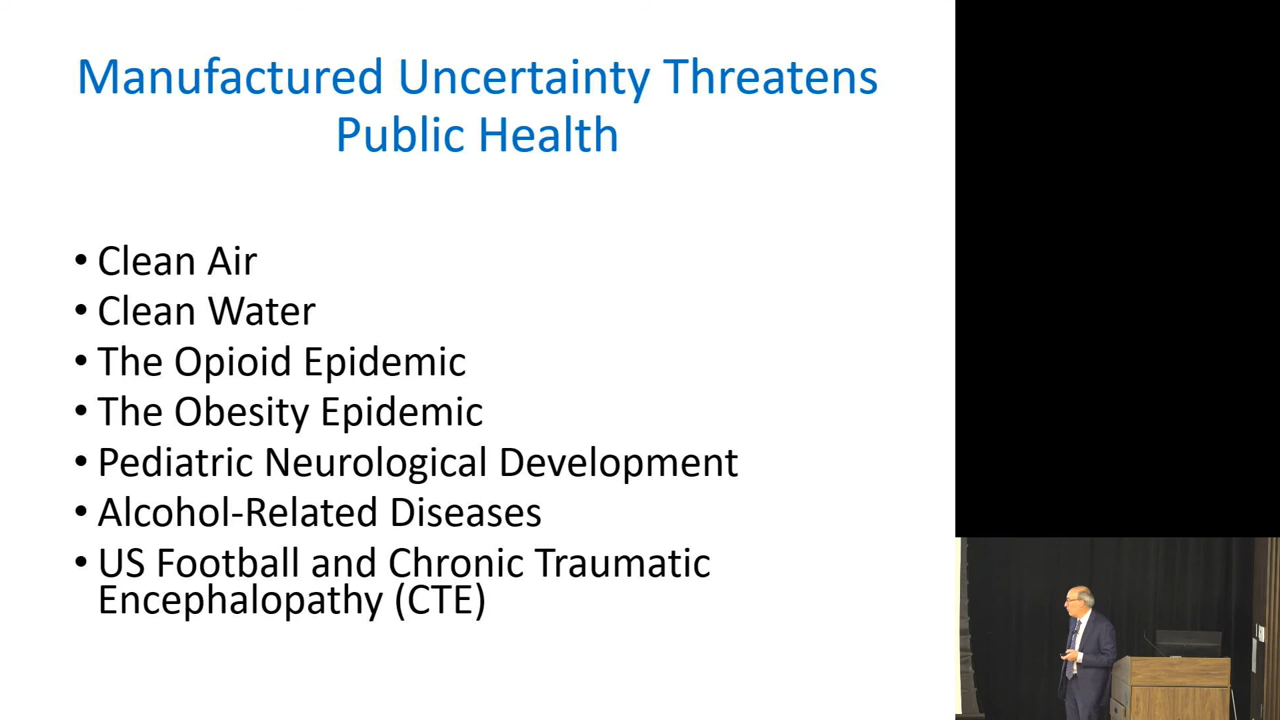 Manufactured Uncertainty Threatens
Public Health
• Clean Air
• Clean Water
• The Opioid Epidemic
• The Obesity Epidemic
• Pediatric Neurological Development
• Alcohol-Related Diseases
• US Football and Chronic Traumatic
Encephalopathy (CTE)